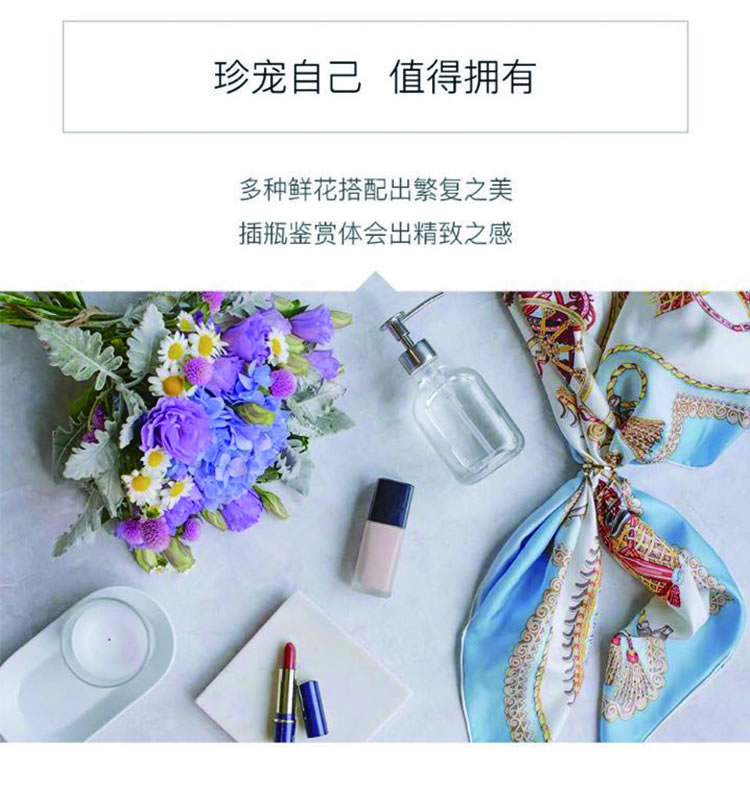 珍宠自己 值得拥有
多种鲜花搭配出繁复之美
插瓶鉴赏体会出精致之感